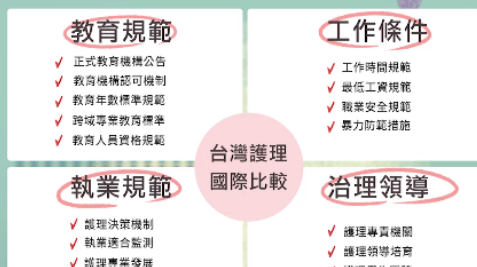 教育規範
✓ 正式教育機構公告
✓ 教育機構認可機制
✓ 教育年數標準規範
✓ 跨域專業教育標準
✓ 教育人員資格規範
工作條件
✓ 工作時間規範
✓ 最低工資規範
✓ 職業安全規範
✓ 暴力防範措施
台灣護理
國際比較
執業規範
✓ 護理決策機制
✓ 執業適合監測
✓ 護理專業發展
治理領導
✓ 護理專責機關
✓ 護理領導培育